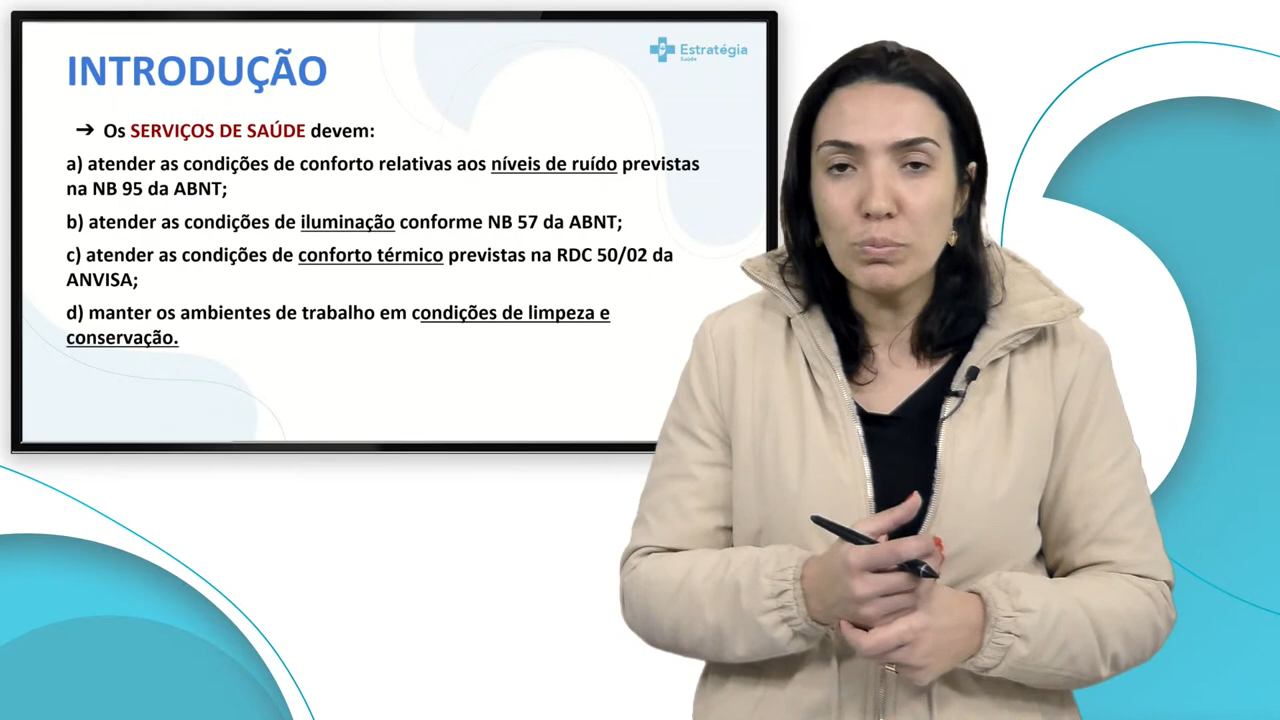 INTRODUÇÃO
Estratégia
Saúde
➔ Os SERVIÇOS DE SAÚDE devem:
a) atender as condições de conforto relativas aos níveis de ruído previstas
na NB 95 da ABNT;
b) atender as condições de iluminação conforme NB 57 da ABNT;
c) atender as condições de conforto térmico previstas na RDC 50/02 da
ANVISA;
d) manter os ambientes de trabalho em condições de limpeza e
conservação.